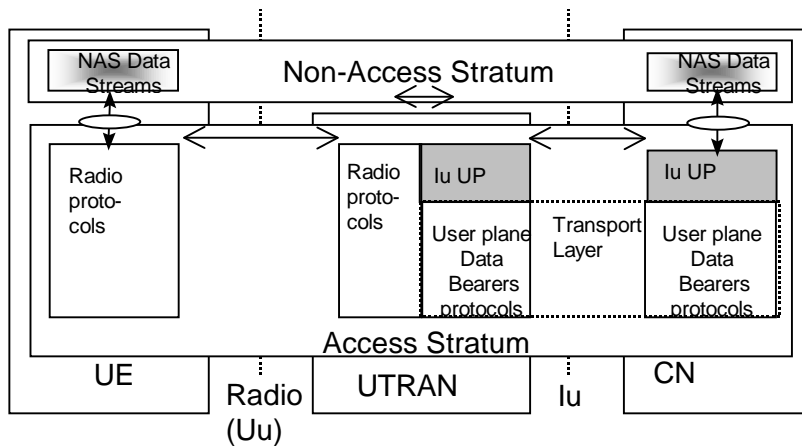 NAS Data
Streams
Non-Access Stratum
NAS Data
Streams
Radio
proto-
cols
Radio
proto-
cols
Iu UP
User plane
Data
Bearers
protocols
Transport
Layer
Iu UP
User plane
Data
Bearers
protocols
Access Stratum
UE
Radio
(Uu)
UTRAN
Iu
CN